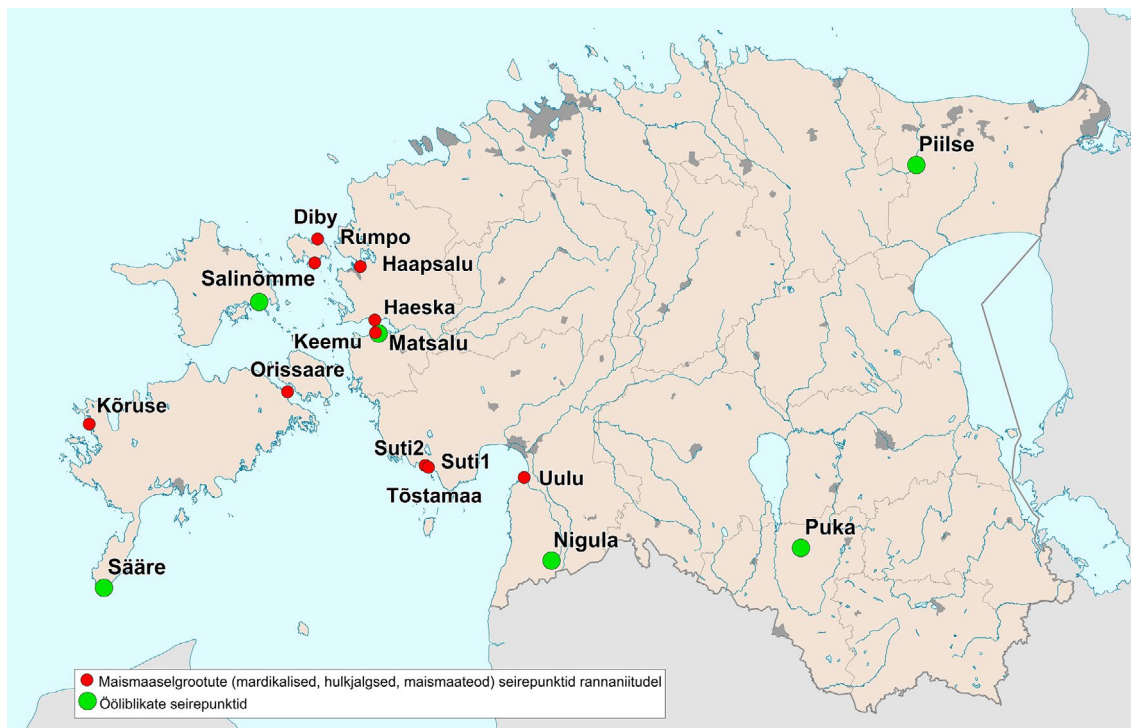 Piilse
Diby
Rumpo
Haapsalu
Salinõmme
Haeska
Keemu
Matsalu
Orissaare
Kõruse
Suti2
Suti1
Uulu
Tõstamaa
Puka
Nigula
Sääre
Maismaaselgrootute (mardikalised, hulkjalgsed, maismaateod) seirepunktid rannaniitudel
Ööliblikate seirepunktid